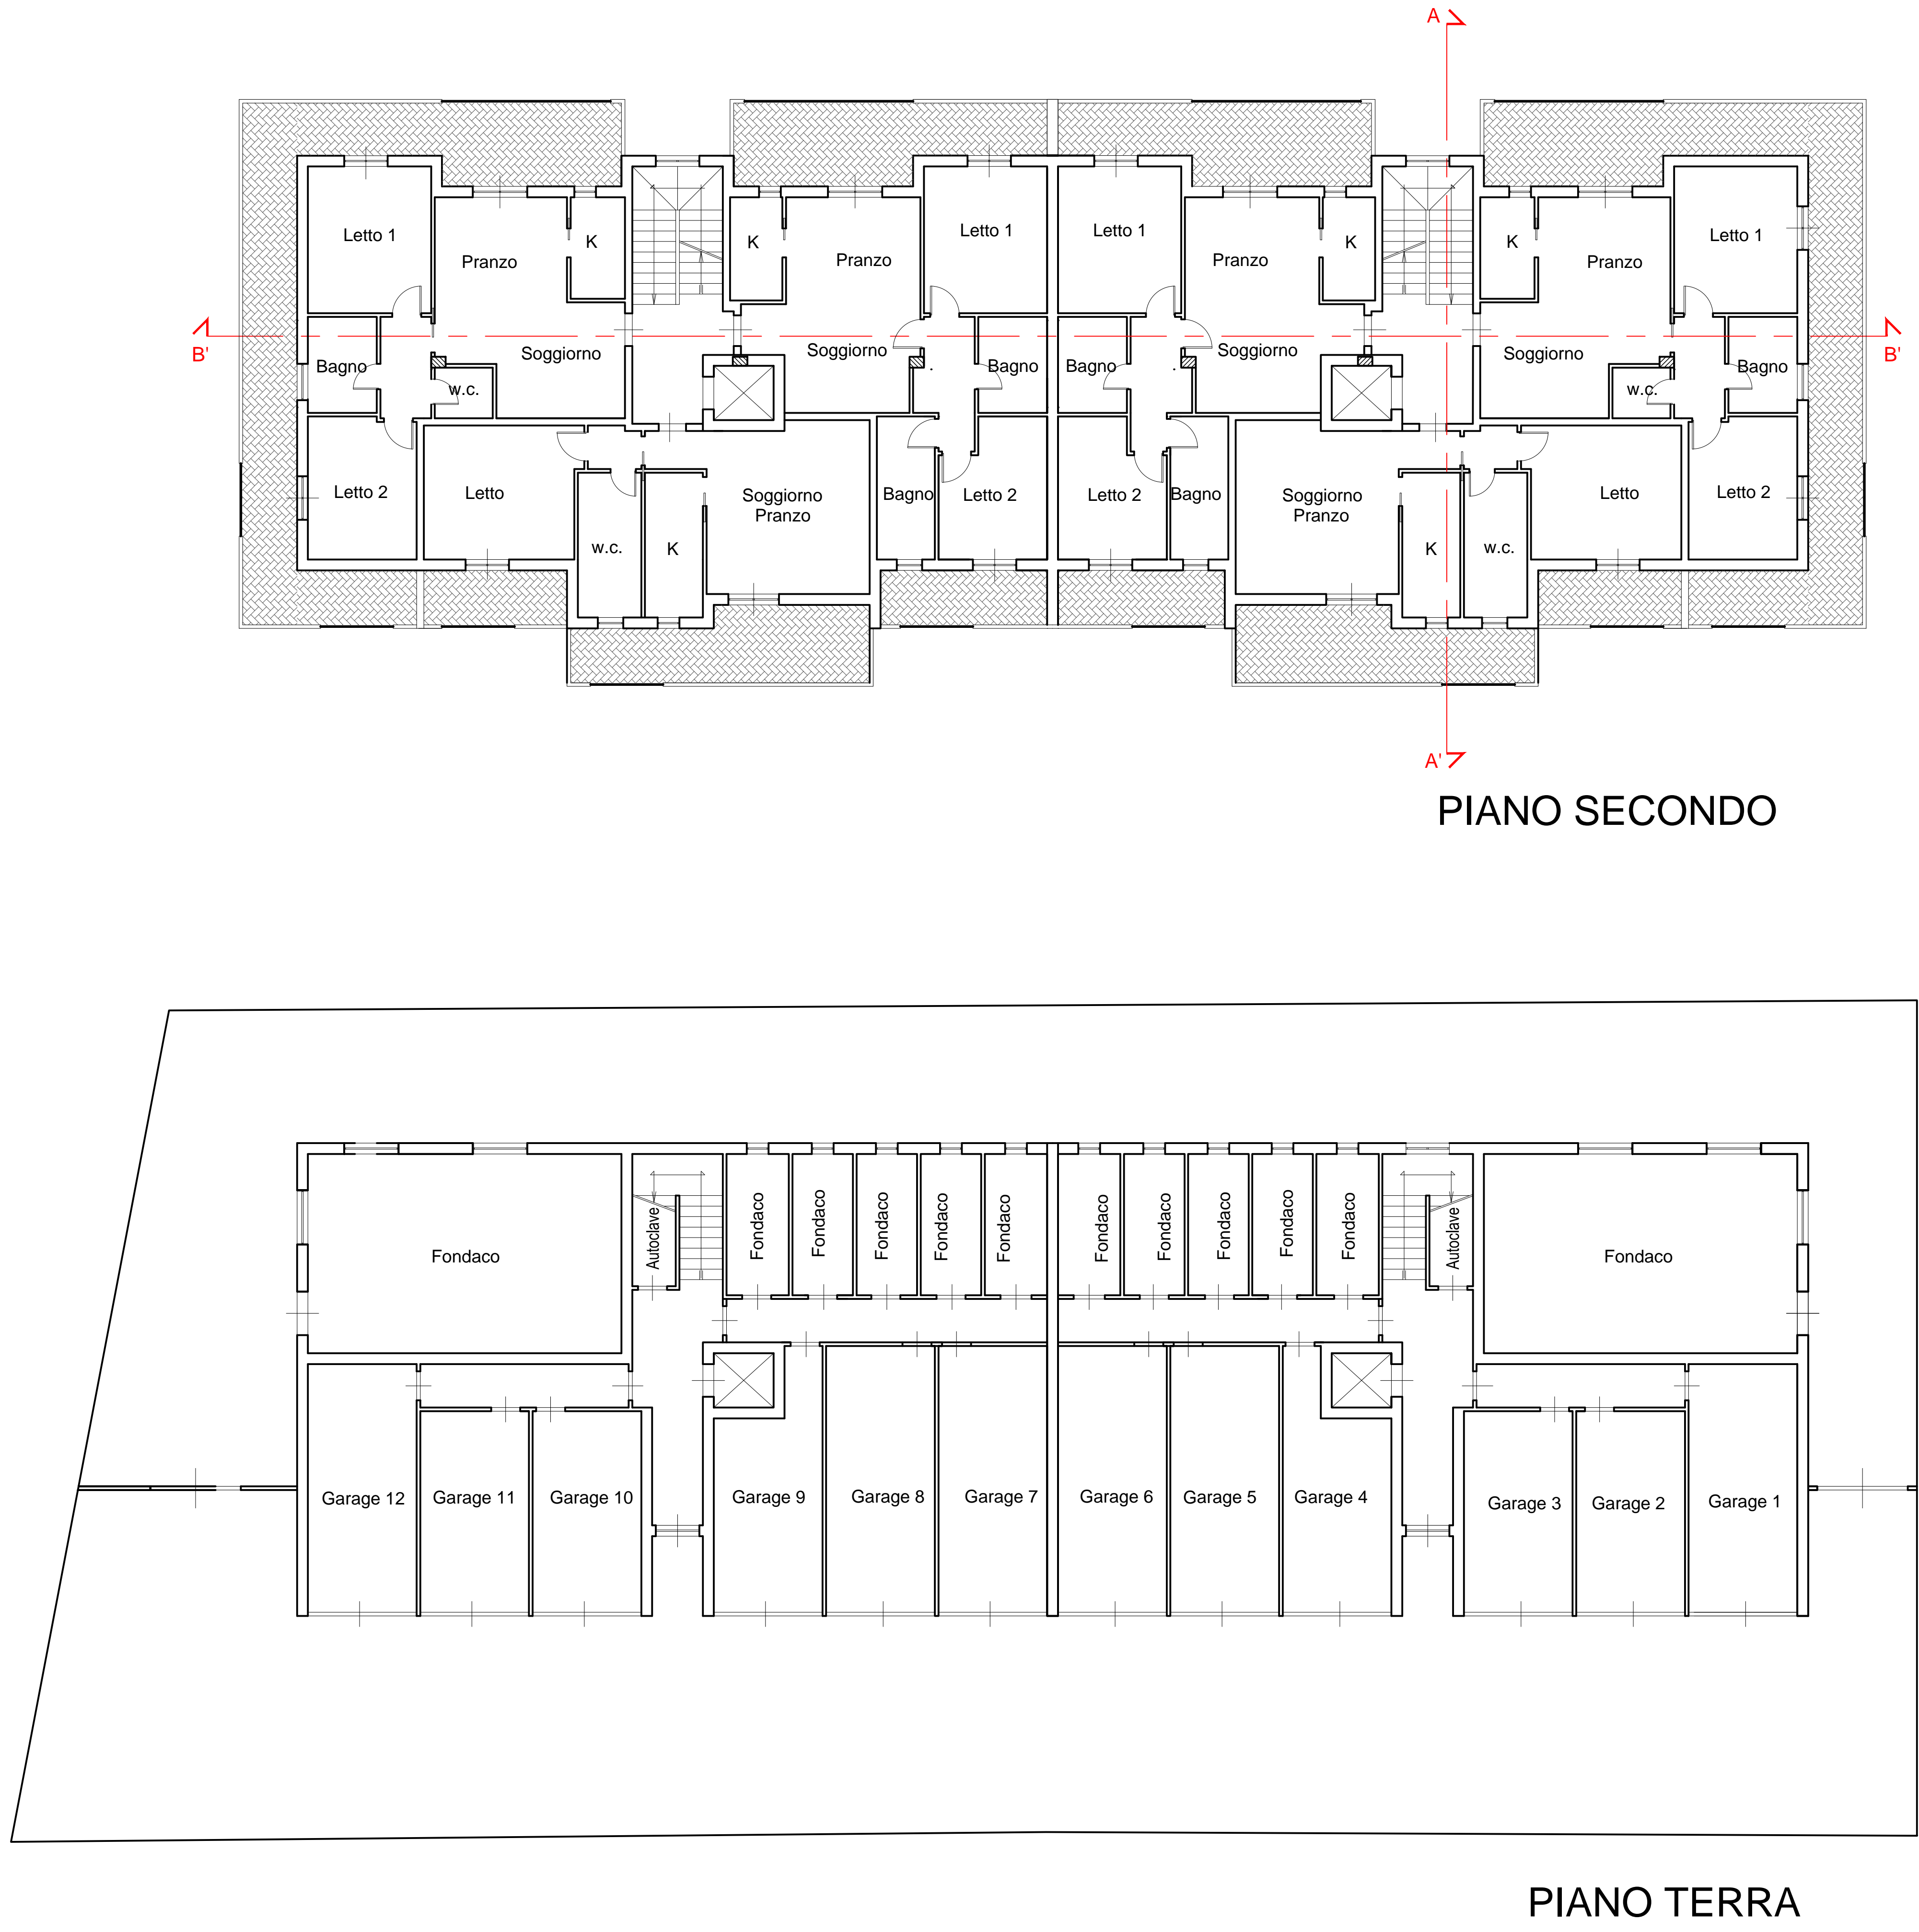 A
Letto 1
Pranzo
K
K
Pranzo
Letto 1
Letto 1
Pranzo
K
K
Pranzo
Letto 1
B'
Bagno
Soggiorno
w.c.
Soggiorno
Bagno
Bagno
Soggiorno
Soggiorno
w.c.
Bagno
B'
Letto 2
Letto
w.c.
K
Soggiorno
Pranzo
Bagno
Letto 2
Letto 2
Bagno
Soggiorno
Pranzo
K
w.c.
Letto
Letto 2
A'
PIANO SECONDO
Fondaco
Autoclave
Fondaco
Fondaco
Fondaco
Fondaco
Fondaco
Fondaco
Fondaco
Fondaco
Fondaco
Fondaco
Autoclave
Fondaco
Garage 12
Garage 11
Garage 10
Garage 9
Garage 8
Garage 7
Garage 6
Garage 5
Garage 4
Garage 3
Garage 2
Garage 1
PIANO TERRA